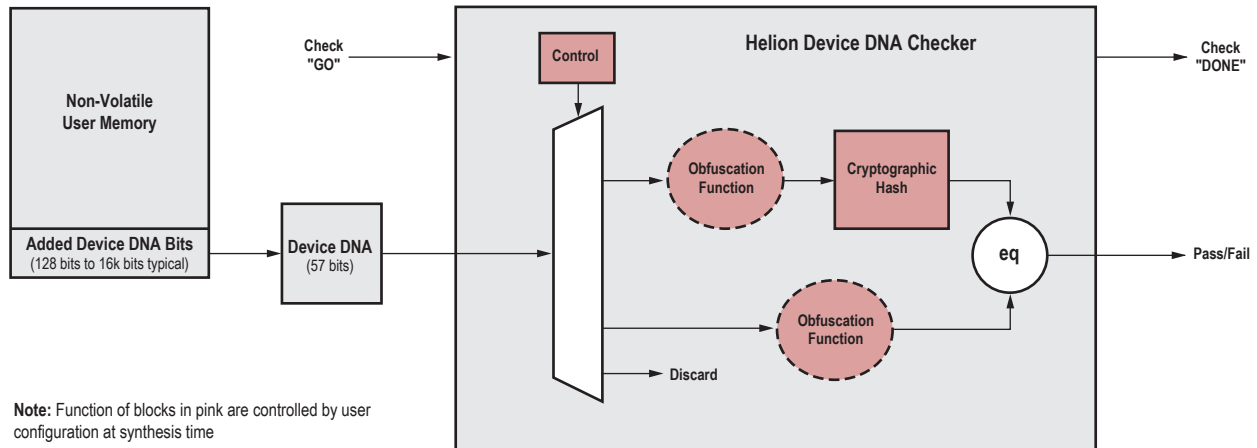 Non-Volatile
User Memory
Added Device DNA Bits
(128 bits to 16k bits typical)
Device DNA
(57 bits)
Check
"GO"
Helion Device DNA Checker
Control
Obfuscation
Function
Cryptographic
Hash
eq
Obfuscation
Function
Discard
Check
"DONE"
Pass/Fail
Note: Function of blocks in pink are controlled by user
configuration at synthesis time